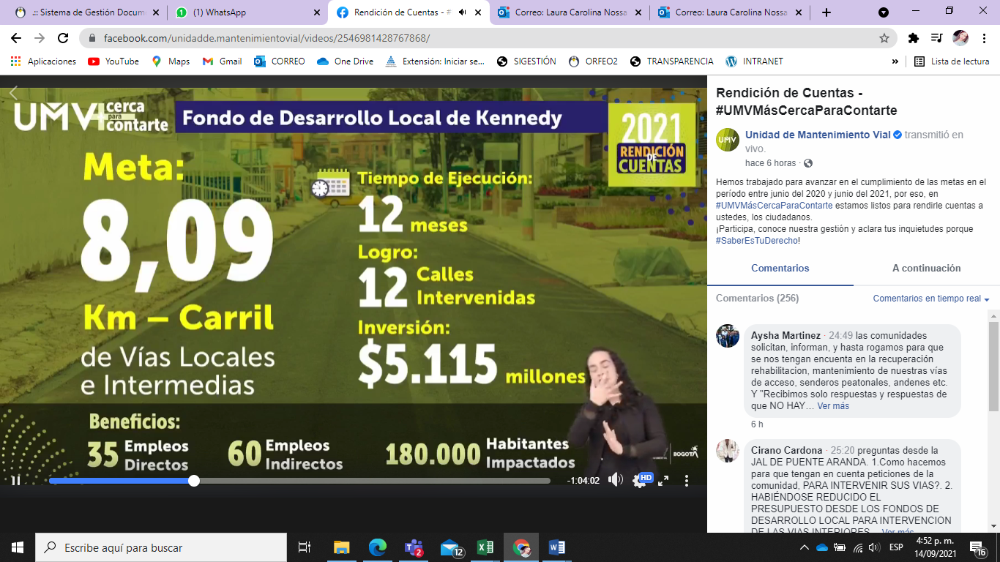 .:: Sistema de Gestión Docum
(1) WhatsApp
Rendición de Cuentas - #
Correo: Laura Carolina Nossa
Correo: Laura Carolina Nossa
facebook.com/unidadde.mantenimientovial/videos/2546981428767868/
Aplicaciones
YouTube
Maps
Gmail
CORREO
One Drive
Extensión: Iniciar se...
SIGESTIÓN
ORFEO2
TRANSPARENCIA
INTRANET
»
Lista de lectura
UMV
cerca
para
contarte
Fondo de Desarrollo Local de Kennedy
2021
RENDICIÓN
DE
CUENTAS
Meta:
8,09
Km – Carril
de Vías Locales
e Intermedias
Tiempo de Ejecución:
12 meses
Logro:
12 Calles
Intervenidas
Inversión:
$5.115 millones
Beneficios:
35 Empleos
Directos
60 Empleos
Indirectos
180.000 Habitantes
Impactados
BOGOTÁ
-1:04:02
HD
Rendición de Cuentas -
#UMVMásCercaParaContarte
UMV
Unidad de Mantenimiento Vial transmitió en
vivo.
hace 6 horas ·
Hemos trabajado para avanzar en el cumplimiento de las metas en el
período entre junio del 2020 y junio del 2021, por eso, en
#UMVMásCercaParaContarte estamos listos para rendirle cuentas a
ustedes, los ciudadanos.
¡Participa, conoce nuestra gestión y aclara tus inquietudes porque
#SaberEsTuDerecho!
Comentarios
A continuación
Comentarios (256)
Comentarios en tiempo real
Aysha Martinez · 24:49 las comunidades
solicitan, informan, y hasta rogamos para que
se nos tengan encuenta en la recuperación
rehabilitacion, mantenimiento de nuestras vías
de acceso, senderos peatonales, andenes etc.
Y "Recibimos solo respuestas y respuestas de
que NO HAY… Ver más
6 h
Cirano Cardona · 25:20 preguntas desde la
JAL DE PUENTE ARANDA. 1.Como hacemos
para que tengan en cuenta peticiones de la
comunidad, PARA INTERVENIR SUS VIAS?. 2.
HABIÉNDOSE REDUCIDO EL
PRESUPUESTO DESDE LOS FONDOS DE
DESARROLLO LOCAL PARA INTERVENCION
DE LAS VIAS INTERIORES… Ver más
Escribe aquí para buscar
2
12
ESP
4:52 p. m.
14/09/2021
16